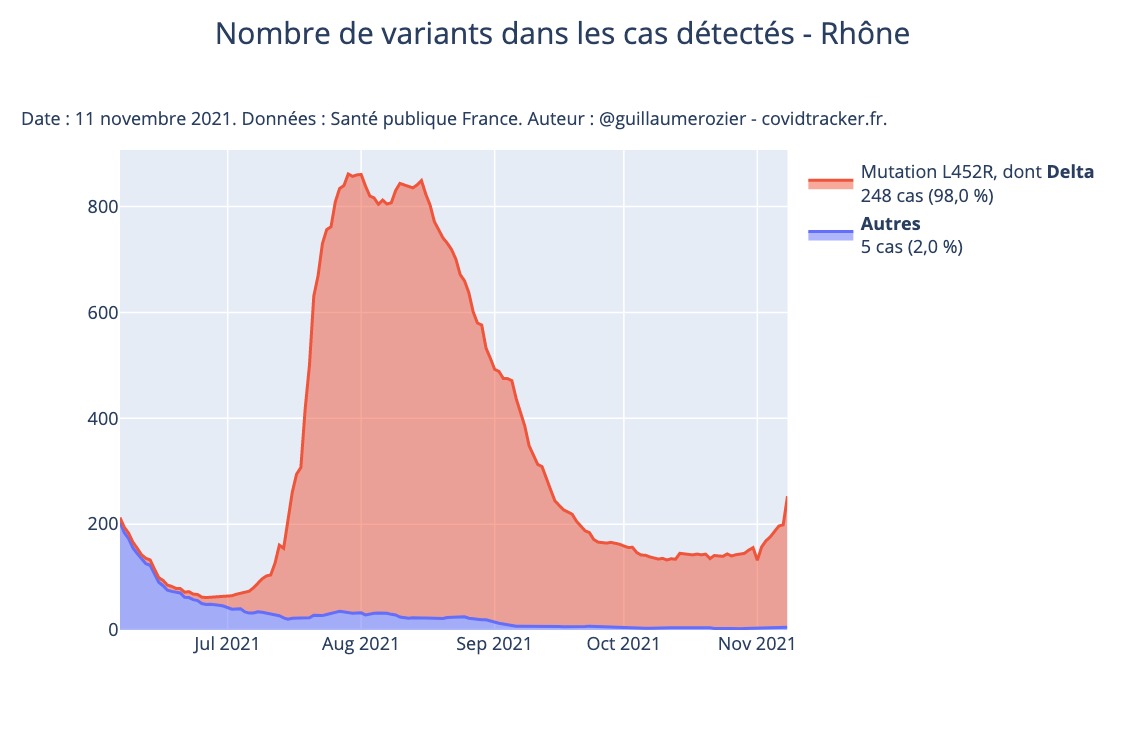 Nombre de variants dans les cas détectés - Rhône
Date : 11 novembre 2021. Données : Santé publique France. Auteur : @guillaumerozier - covidtracker.fr.
Mutation L452R, dont Delta
248 cas (98,0 %)
Autres
5 cas (2,0 %)
800
600
400
200
0
Jul 2021
Aug 2021
Sep 2021
Oct 2021
Nov 2021